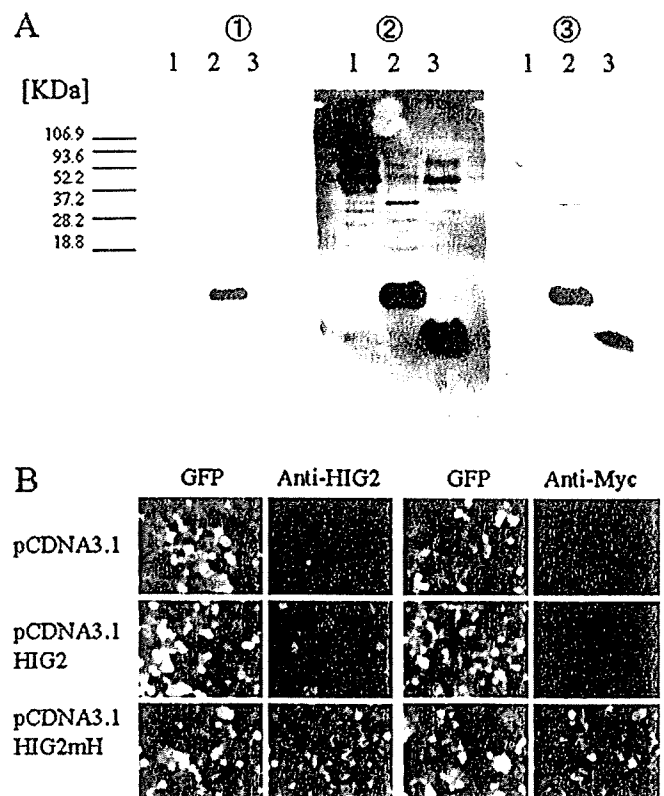 A
① ② ③
1 2 3 1 2 3 1 2 3
[KDa]
106.9
93.6
52.2
37.2
28.2
18.8
B
GFP Anti-HIG2 GFP Anti-Myc
pCDNA3.1
pCDNA3.1
HIG2
pCDNA3.1
HIG2mH